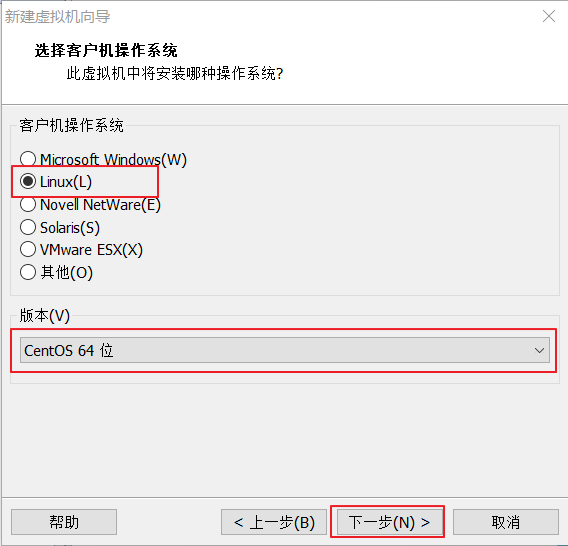 新建虚拟机向导
选择客户机操作系统
此虚拟机中将安装哪种操作系统?
客户机操作系统
Microsoft Windows(W)
Linux(L)
Novell NetWare(E)
Solaris(S)
VMware ESX(X)
其他(O)
版本(V)
CentOS 64 位
帮助
< 上一步(B)
下一步(N) >
取消